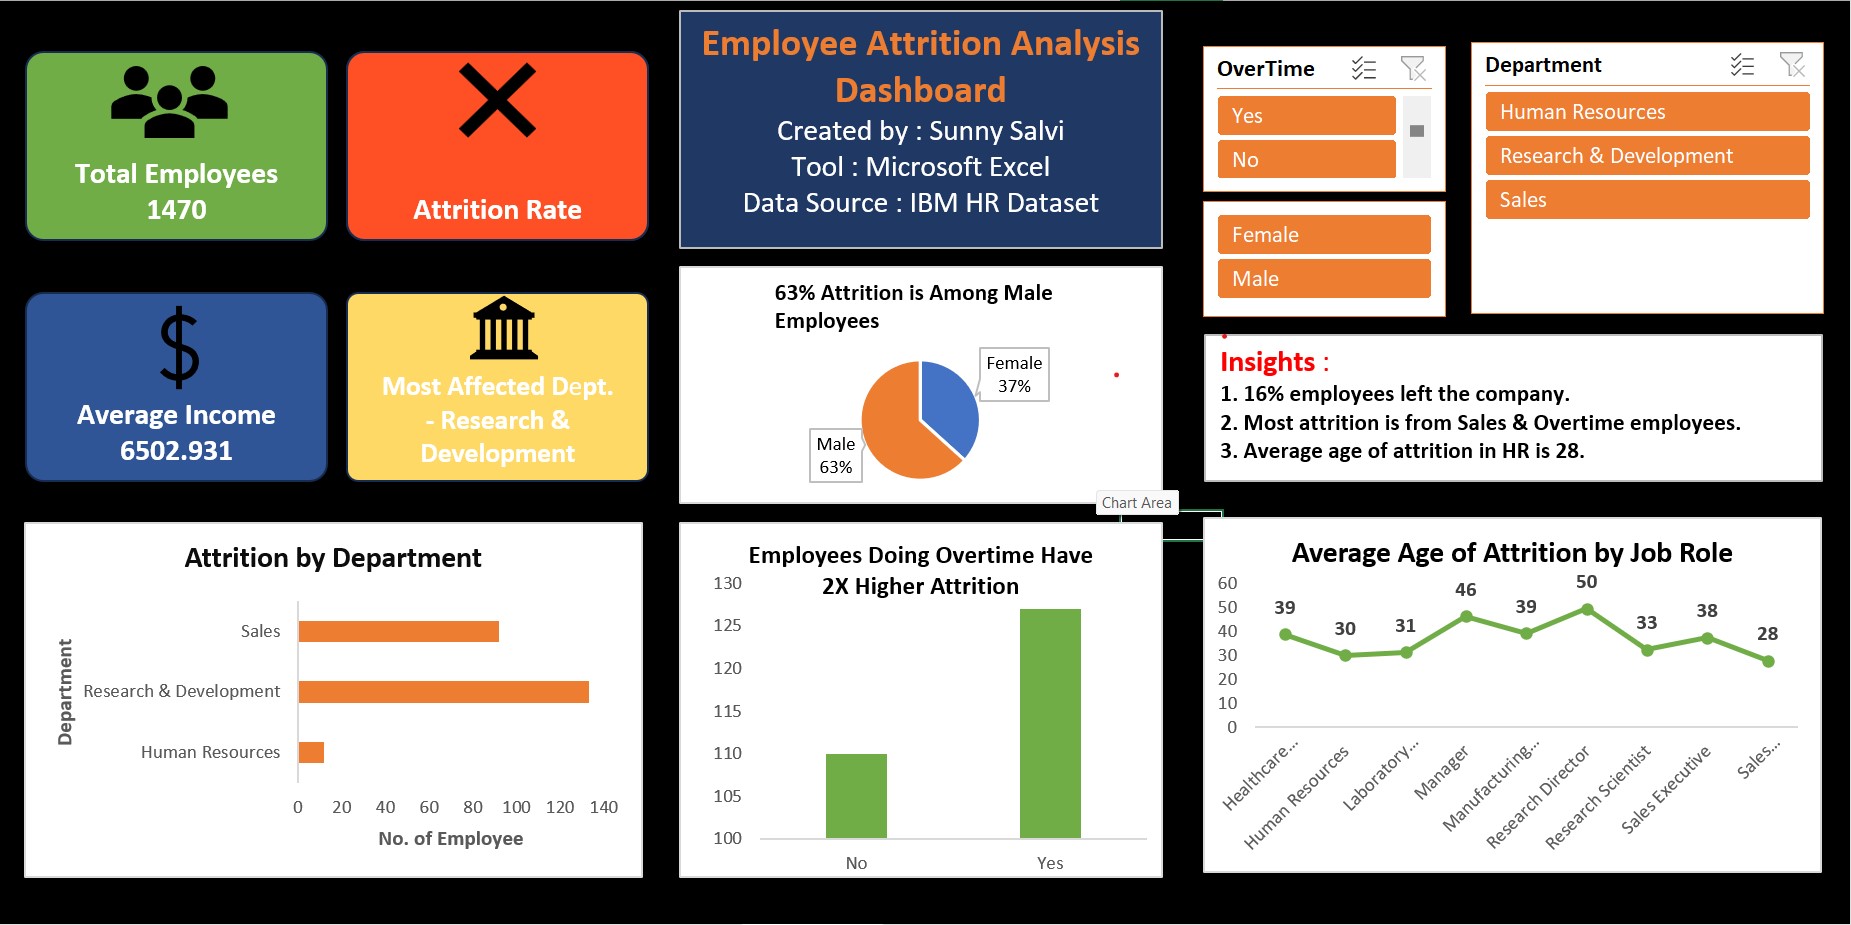 Total Employees
1470
Attrition Rate
Employee Attrition Analysis
Dashboard
Created by : Sunny Salvi
Tool : Microsoft Excel
Data Source : IBM HR Dataset
OverTime
Yes
No
Female
Male
Department
Human Resources
Research & Development
Sales
Average Income
6502.931
Most Affected Dept.
- Research &
Development
63% Attrition is Among Male
Employees
Female
37%
Male
63%
Chart Area
Insights :
1. 16% employees left the company.
2. Most attrition is from Sales & Overtime employees.
3. Average age of attrition in HR is 28.
Attrition by Department
Department
Sales
Research & Development
Human Resources
0 20 40 60 80 100 120 140
No. of Employee
Employees Doing Overtime Have
2X Higher Attrition
130
125
120
115
110
105
100
No Yes
Average Age of Attrition by Job Role
60
50
40
30
20
10
0
39 30 31 46 39 50 33 38 28
Healthcare...
Human Resources
Laboratory...
Manager
Manufacturing...
Research Director
Research Scientist
Sales Executive
Sales...